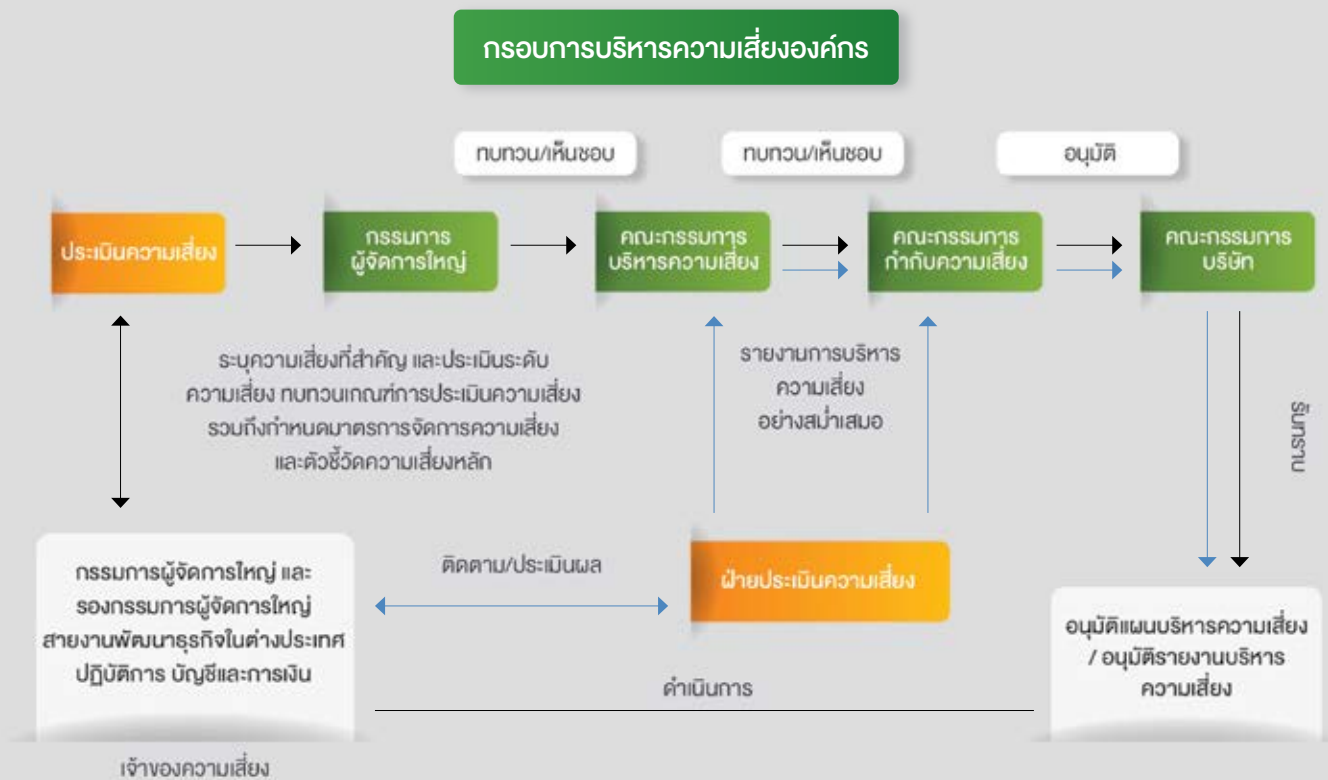 กรอบการบริหารความเสี่ยงองค์กร
ทบทวน/เห็นชอบ
ทบทวน/เห็นชอบ
อนุมัติ
ประเมินความเสี่ยง
กรรมการ
ผู้จัดการใหญ่
คณะกรรมการ
บริหารความเสี่ยง
คณะกรรมการ
กำกับความเสี่ยง
คณะกรรมการ
บริษัท
ระบุความเสี่ยงที่สำคัญ และประเมินระดับ
ความเสี่ยง ทบทวนเกณฑ์การประเมินความเสี่ยง
รวมถึงกำหนดมาตรการจัดการความเสี่ยง
และตัวชี้วัดความเสี่ยงหลัก
รายงานการบริหาร
ความเสี่ยง
อย่างสม่ำเสมอ
รับทราบ
กรรมการผู้จัดการใหญ่ และ
รองกรรมการผู้จัดการใหญ่
สายงานพัฒนาธุรกิจในต่างประเทศ
ปฏิบัติการ บัญชีและการเงิน
ติดตาม/ประเมินผล
ฝ่ายประเมินความเสี่ยง
อนุมัติแผนบริหารความเสี่ยง
/ อนุมัติรายงานบริหาร
ความเสี่ยง
ดำเนินการ
เจ้าของความเสี่ยง